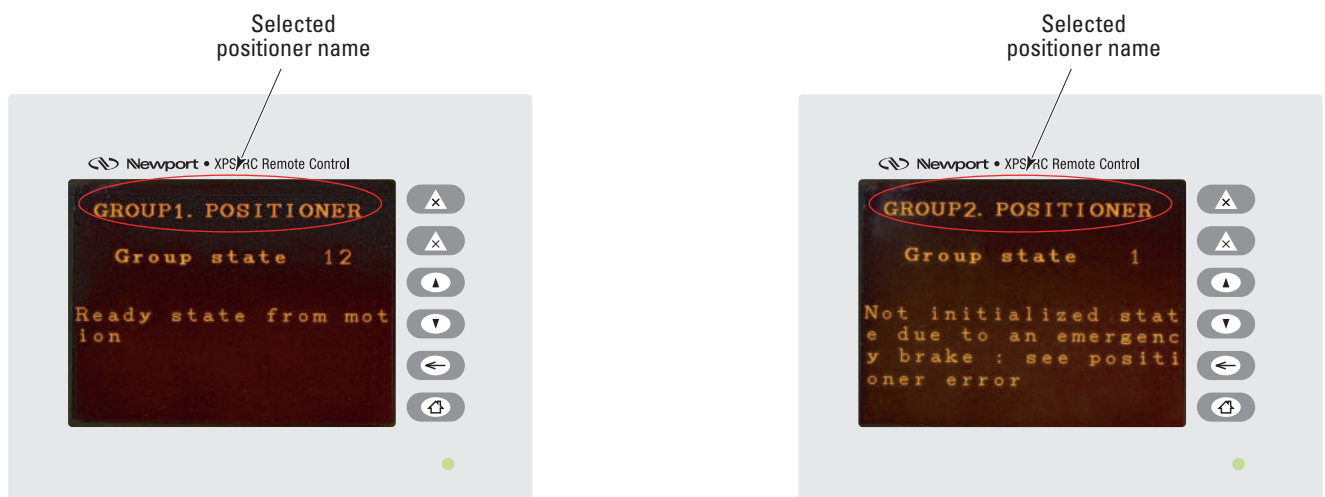 Selected
positioner name
Newport • XPS-RC Remote Control
GROUP1. POSITIONER
Group state 12
Ready state from mot
ion
Selected
positioner name
Newport • XPS-RC Remote Control
GROUP2. POSITIONER
Group state 1
Not initialized stat
e due to an emergenc
y brake : see positi
oner error